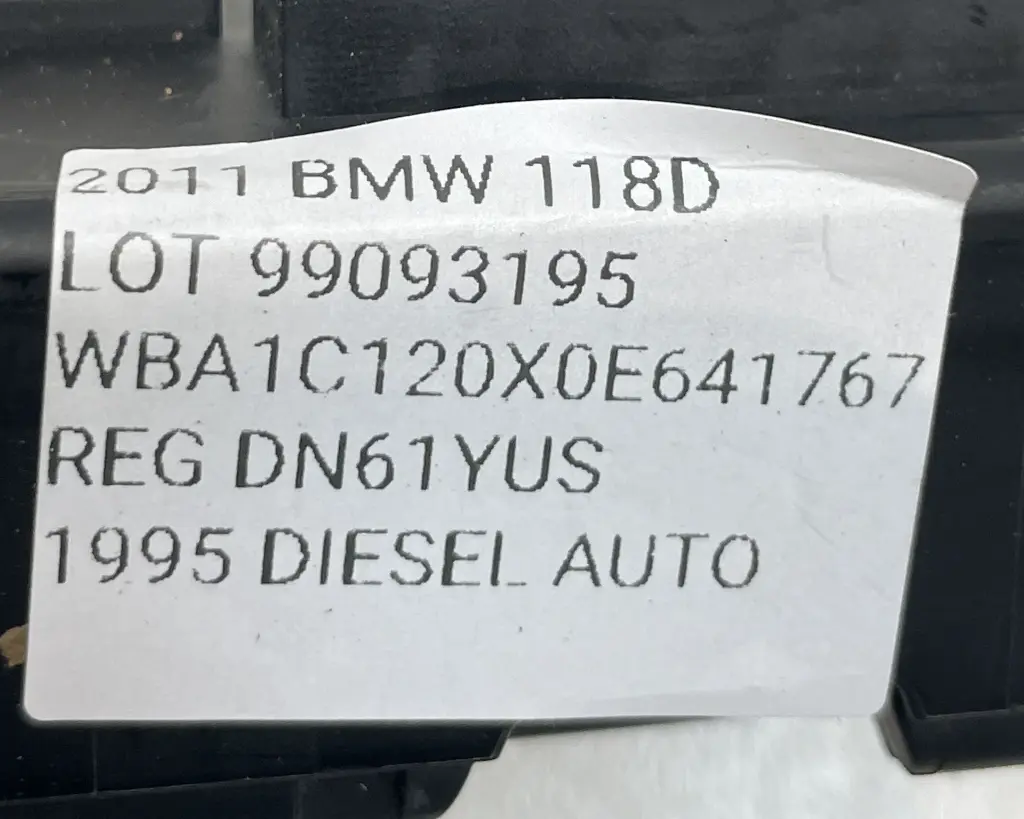 2011 BMW 118D
LOT 99093195
WBA1C120X0E641767
REG DN61YUS
1995 DIESEL AUTO